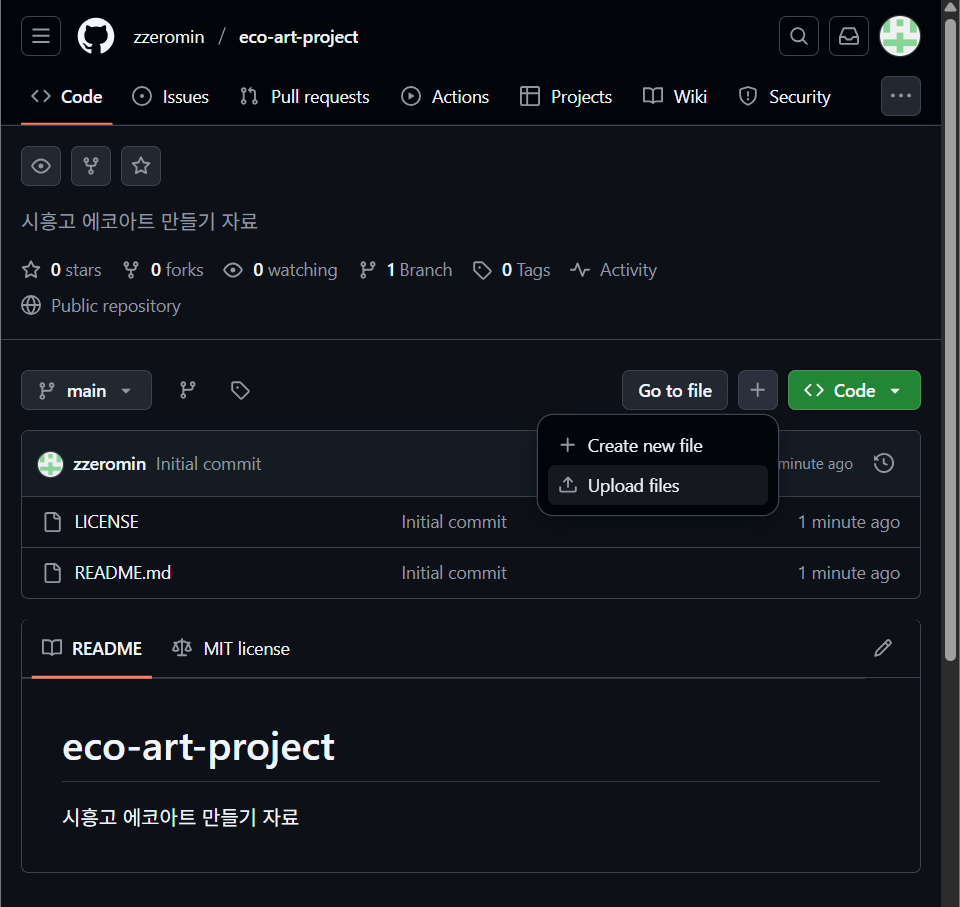 zzeromin / eco-art-project
Code Issues Pull requests Actions Projects Wiki Security
시흥고 에코아트 만들기 자료
0 stars 0 forks 0 watching 1 Branch 0 Tags Activity
Public repository
main Go to file Code
Create new file
Upload files
zzeromin Initial commit minute ago
LICENSE Initial commit 1 minute ago
README.md Initial commit 1 minute ago
README MIT license
eco-art-project
시흥고 에코아트 만들기 자료